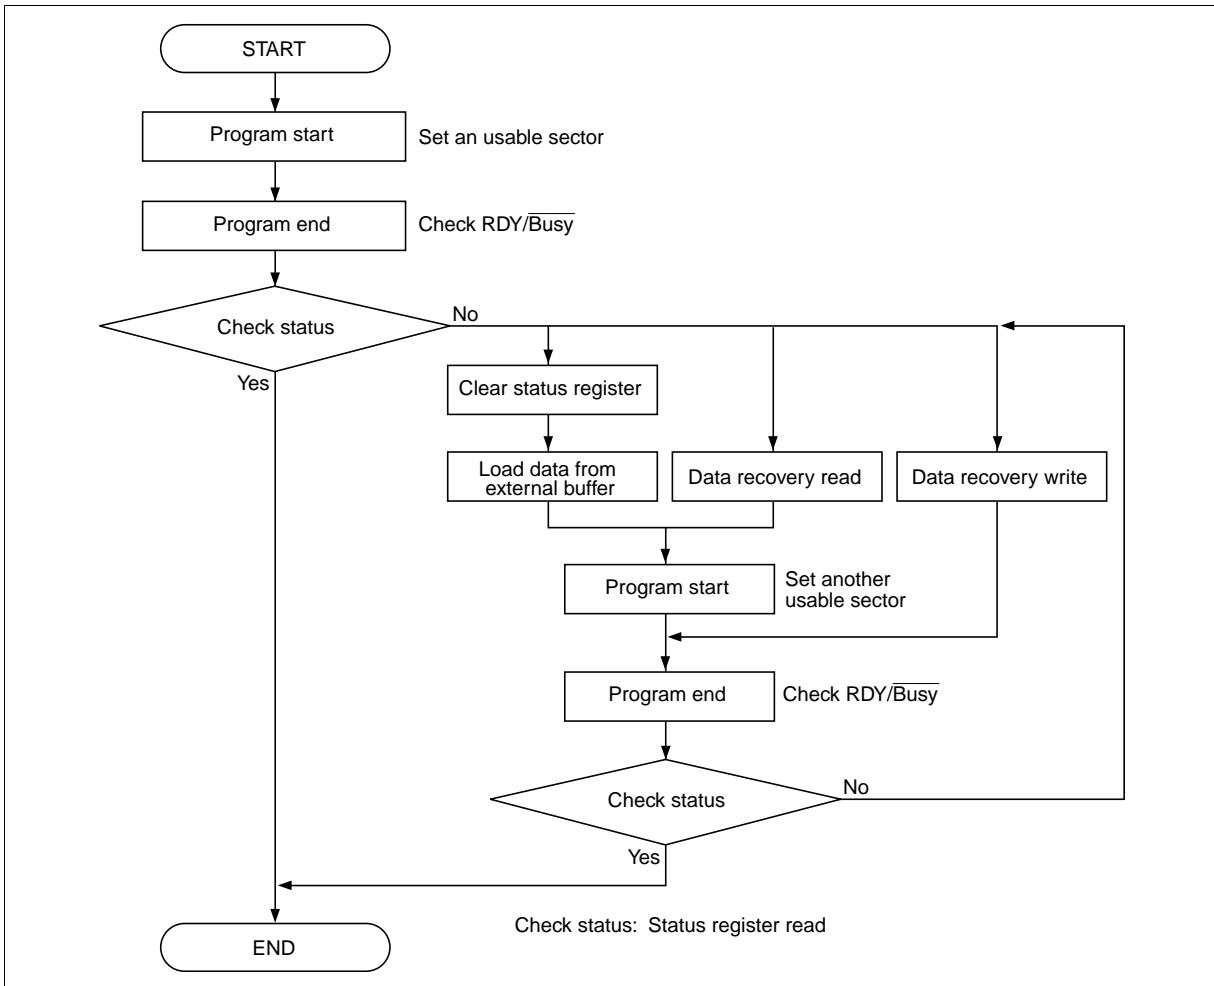 START
Program start
Set an usable sector
Program end
Check RDY/B̅u̅s̅y̅
Check status
No
Yes
Clear status register
Load data from
external buffer
Data recovery read
Data recovery write
Program start
Set another
usable sector
Program end
Check RDY/B̅u̅s̅y̅
Check status
No
Yes
Check status: Status register read
END